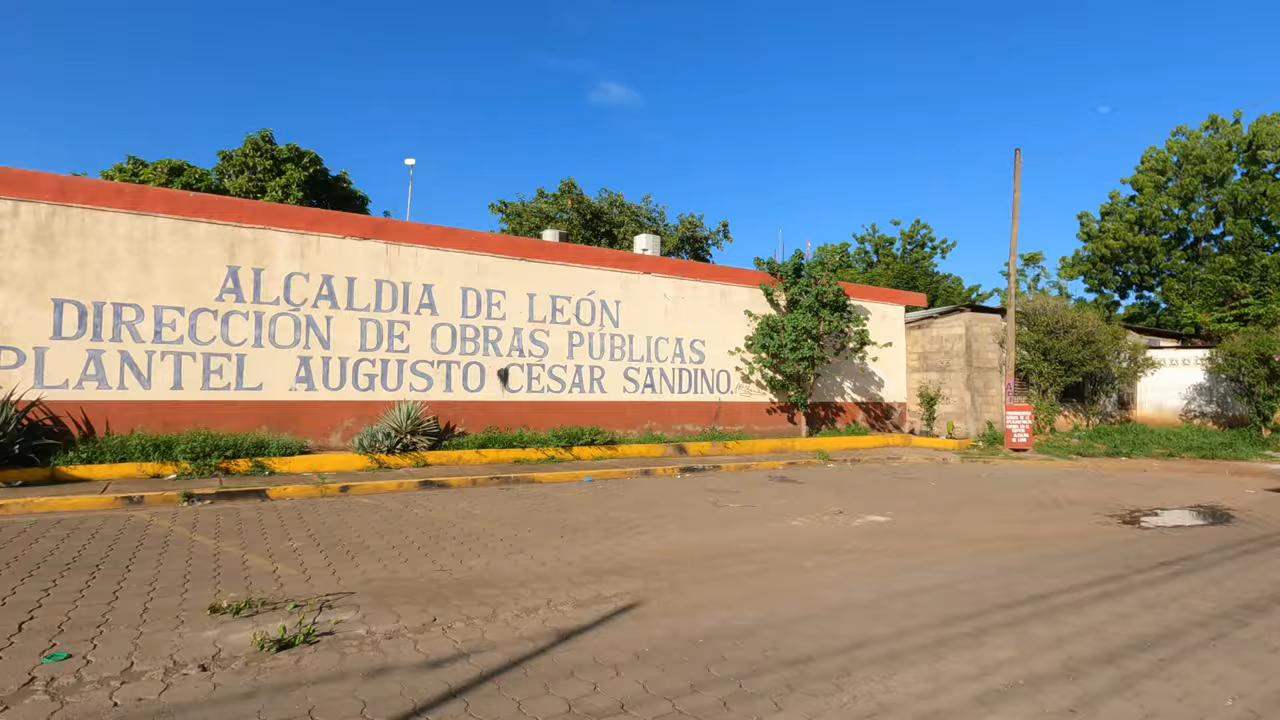 ALCALDIA DE LEÓN
DIRECCIÓN DE OBRAS PÚBLICAS
PLANTEL AUGUSTO CÉSAR SANDINO.